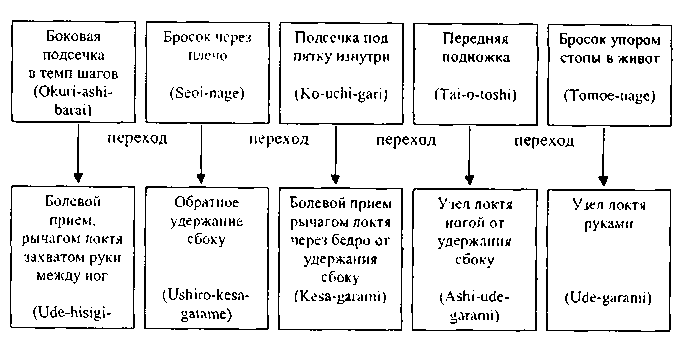 Боковая
подсечка
в темп шагов
(Okuri-ashi-
barai)
Бросок через
плечо
(Seoi-nage)
Подсечка под
пятку изнутри
(Ko-uchi-gari)
Передняя
подножка
(Tai-o-toshi)
Бросок упором
стопы в живот
(Tomoe-nage)
переход
переход
переход
переход
Болевой
прием,
рычагом локтя
захватом руки
между ног
(Ude-hisigi-
Обратное
удержание
сбоку
(Ushiro-kesa-
gatame)
Болевой прием
рычагом локтя
через бедро от
удержания
сбоку
(Kesa-garami)
Узел локтя
ногой от
удержания
сбоку
(Ashi-ude-
garami)
Узел локтя
руками
(Ude-garami)